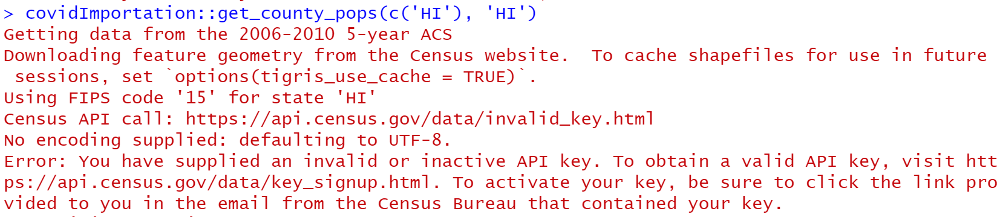 > covidImportation::get_county_pops(c('HI'), 'HI')
Getting data from the 2006-2010 5-year ACS
Downloading feature geometry from the Census website.  To cache shapefiles for use in future
 sessions, set `options(tigris_use_cache = TRUE)`.
Using FIPS code '15' for state 'HI'
Census API call: https://api.census.gov/data/invalid_key.html
No encoding supplied: defaulting to UTF-8.
Error: You have supplied an invalid or inactive API key. To obtain a valid API key, visit htt
ps://api.census.gov/data/key_signup.html. To activate your key, be sure to click the link pro
vided to you in the email from the Census Bureau that contained your key.